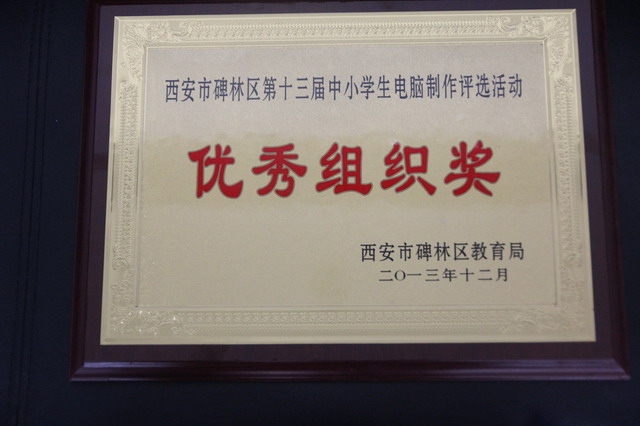 西安市碑林区第十三届中小学生电脑制作评选活动
优秀组织奖
西安市碑林区教育局
二〇一三年十二月